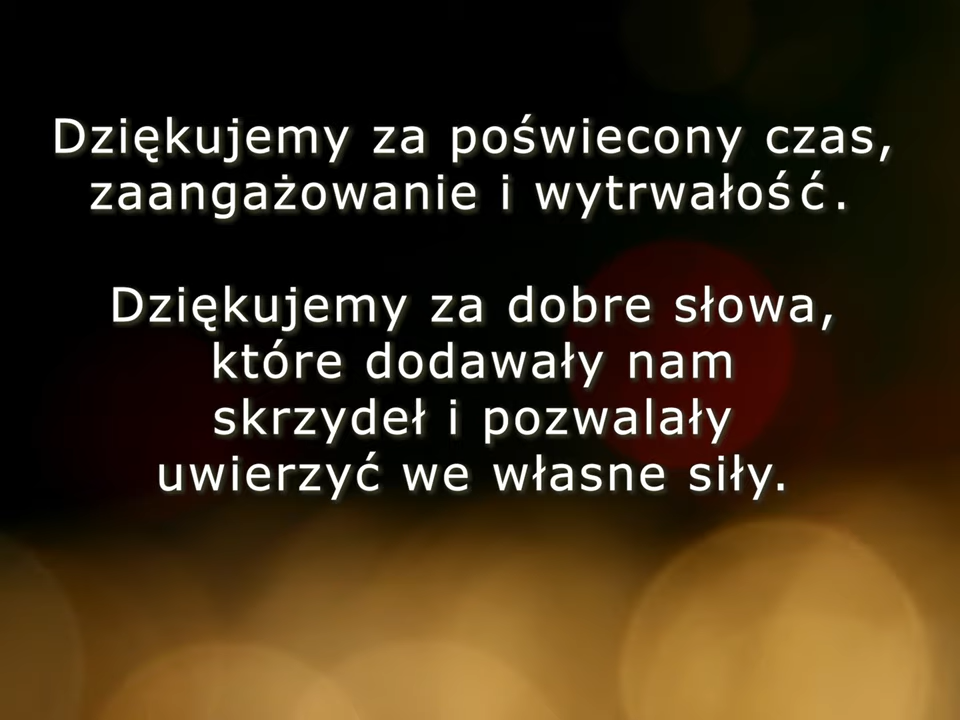 Dziękujemy za poświecony czas,
zaangażowanie i wytrwałość.
Dziękujemy za dobre słowa,
które dodawały nam
skrzydeł i pozwalały
uwierzyć we własne siły.